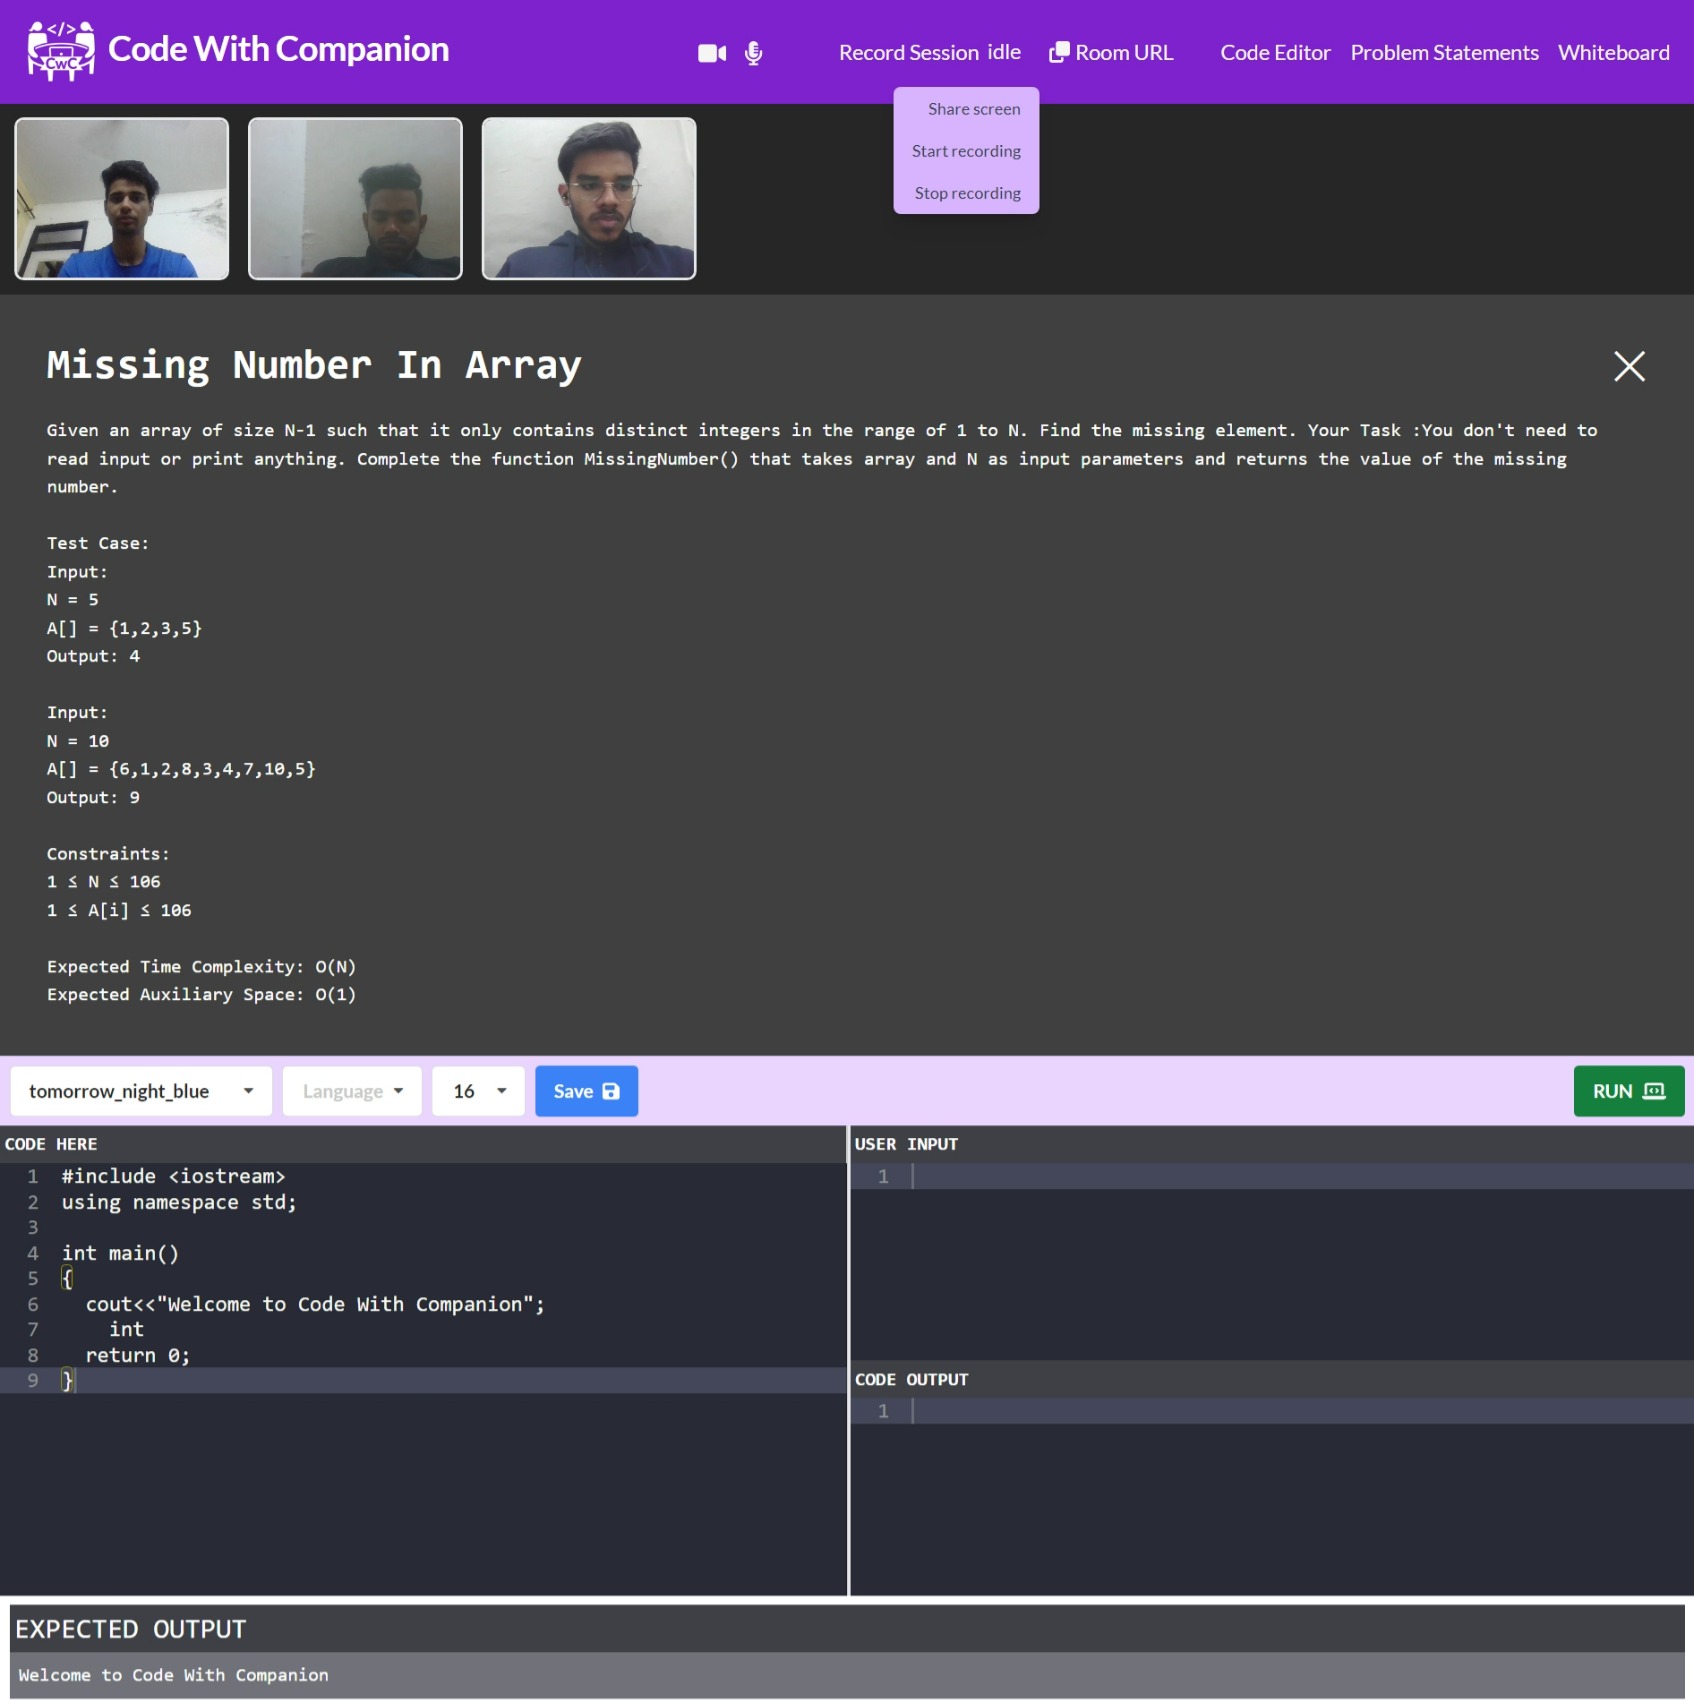 CWC
Code With Companion
Record Session idle
Room URL
Code Editor
Problem Statements
Whiteboard
Share screen
Start recording
Stop recording
Missing Number In Array
Given an array of size N-1 such that it only contains distinct integers in the range of 1 to N. Find the missing element. Your Task :You don't need to
read input or print anything. Complete the function MissingNumber() that takes array and N as input parameters and returns the value of the missing
number.
Test Case:
Input:
N = 5
A[] = {1,2,3,5}
Output: 4
Input:
N = 10
A[] = {6,1,2,8,3,4,7,10,5}
Output: 9
Constraints:
1 ≤ N ≤ 106
1 ≤ A[i] ≤ 106
Expected Time Complexity: O(N)
Expected Auxiliary Space: O(1)
tomorrow_night_blue
Language
16
Save
RUN
CODE HERE
1 #include <iostream>
2 using namespace std;
3
4 int main()
5 {
6 cout<<"Welcome to Code With Companion";
7 int
8 return 0;
9 }
USER INPUT
1
CODE OUTPUT
1
EXPECTED OUTPUT
Welcome to Code With Companion